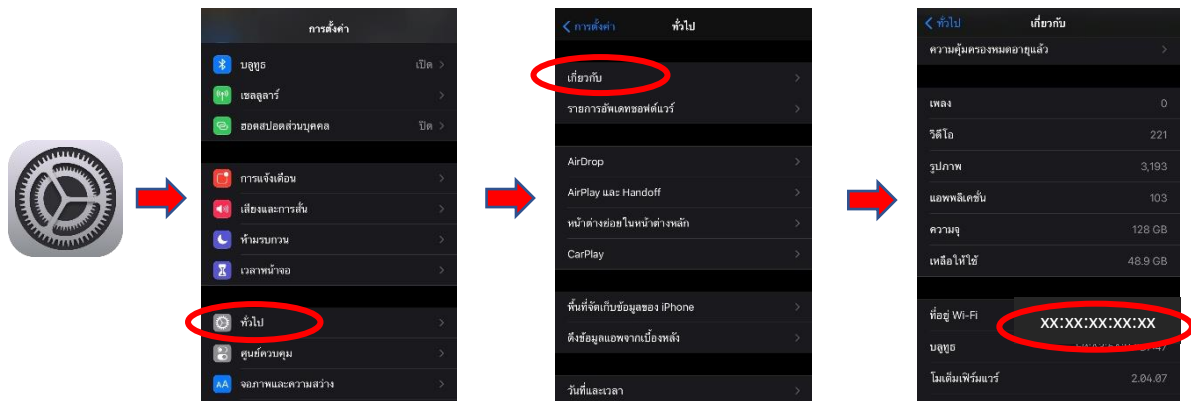 การตั้งค่า
บลูทูธ เปิด
เซลลูลาร์
ฮอตสปอตส่วนบุคคล ปิด
การแจ้งเตือน
เสียงและการสั่น
ห้ามรบกวน
เวลาหน้าจอ
ทั่วไป
ศูนย์ควบคุม
AA จอภาพและความสว่าง
การตั้งค่า ทั่วไป
เกี่ยวกับ
รายการอัพเดทซอฟต์แวร์
AirDrop
AirPlay และ Handoff
หน้าต่างย่อยในหน้าต่างหลัก
CarPlay
พื้นที่จัดเก็บข้อมูลของ iPhone
ดึงข้อมูลแอพจากเบื้องหลัง
วันที่และเวลา
ทั่วไป เกี่ยวกับ
ความคุ้มครองหมดอายุแล้ว
เพลง 0
วิดีโอ 221
รูปภาพ 3,193
แอพพลิเคชั่น 103
ความจุ 128 GB
เหลือให้ใช้ 48.9 GB
ที่อยู่ Wi-Fi xx:xx:xx:xx:xx
บลูทูธ
โมเด็มเฟิร์มแวร์ 2.04.07